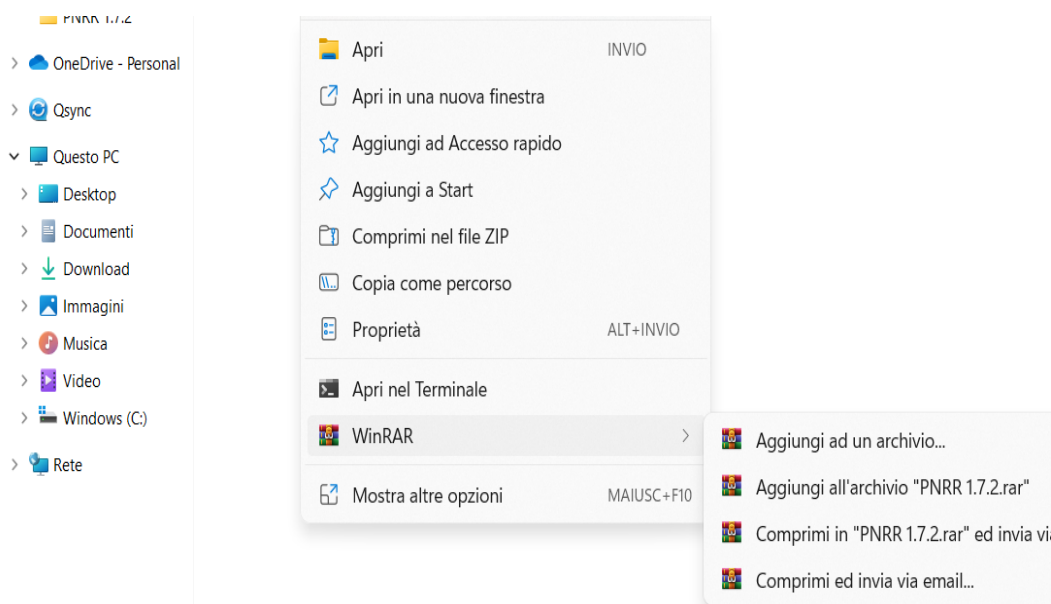 PNRR 1.7.2
OneDrive - Personal
Qsync
Questo PC
Desktop
Documenti
Download
Immagini
Musica
Video
Windows (C:)
Rete
Apri INVIO
Apri in una nuova finestra
Aggiungi ad Accesso rapido
Aggiungi a Start
Comprimi nel file ZIP
Copia come percorso
Proprietà ALT+INVIO
Apri nel Terminale
WinRAR
Mostra altre opzioni MAIUSC+F10
Aggiungi ad un archivio...
Aggiungi all'archivio "PNRR 1.7.2.rar"
Comprimi in "PNRR 1.7.2.rar" ed invia via
Comprimi ed invia via email...